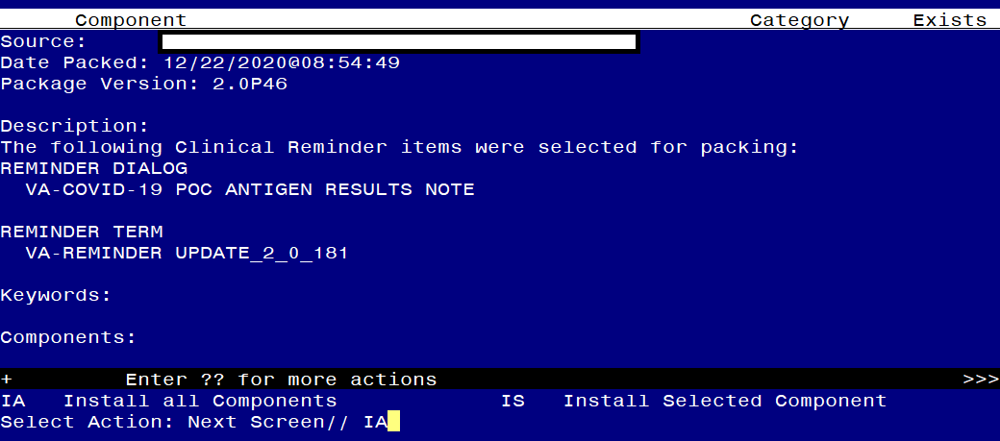 Component Category Exists
Source:
Date Packed: 12/22/2020@08:54:49
Package Version: 2.0P46
Description:
The following Clinical Reminder items were selected for packing:
REMINDER DIALOG
VA-COVID-19 POC ANTIGEN RESULTS NOTE
REMINDER TERM
VA-REMINDER UPDATE_2_0_181
Keywords:
Components:
+ Enter ?? for more actions >>>
IA Install all Components IS Install Selected Component
Select Action: Next Screen// IA